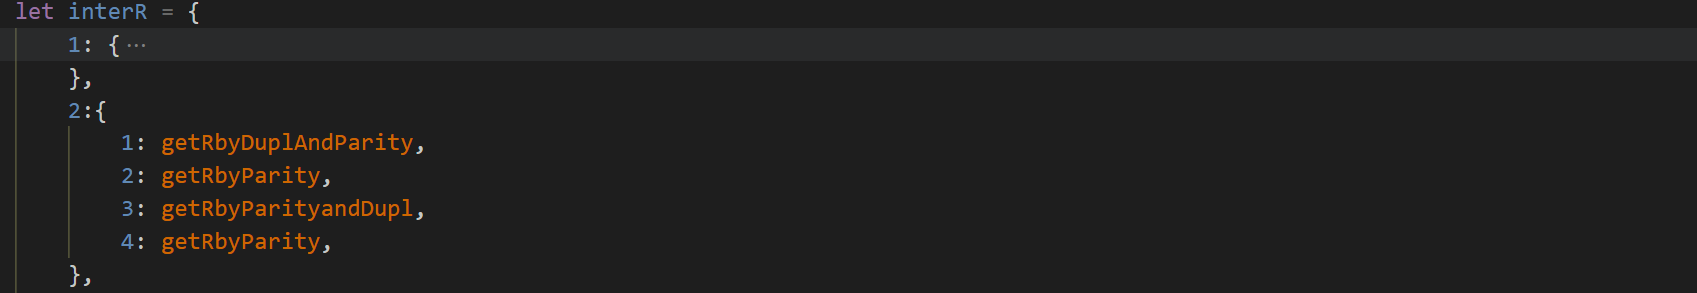 let interR = {
1: { ...
},
2:{
1: getRbyDuplAndParity,
2: getRbyParity,
3: getRbyParityandDupl,
4: getRbyParity,
},